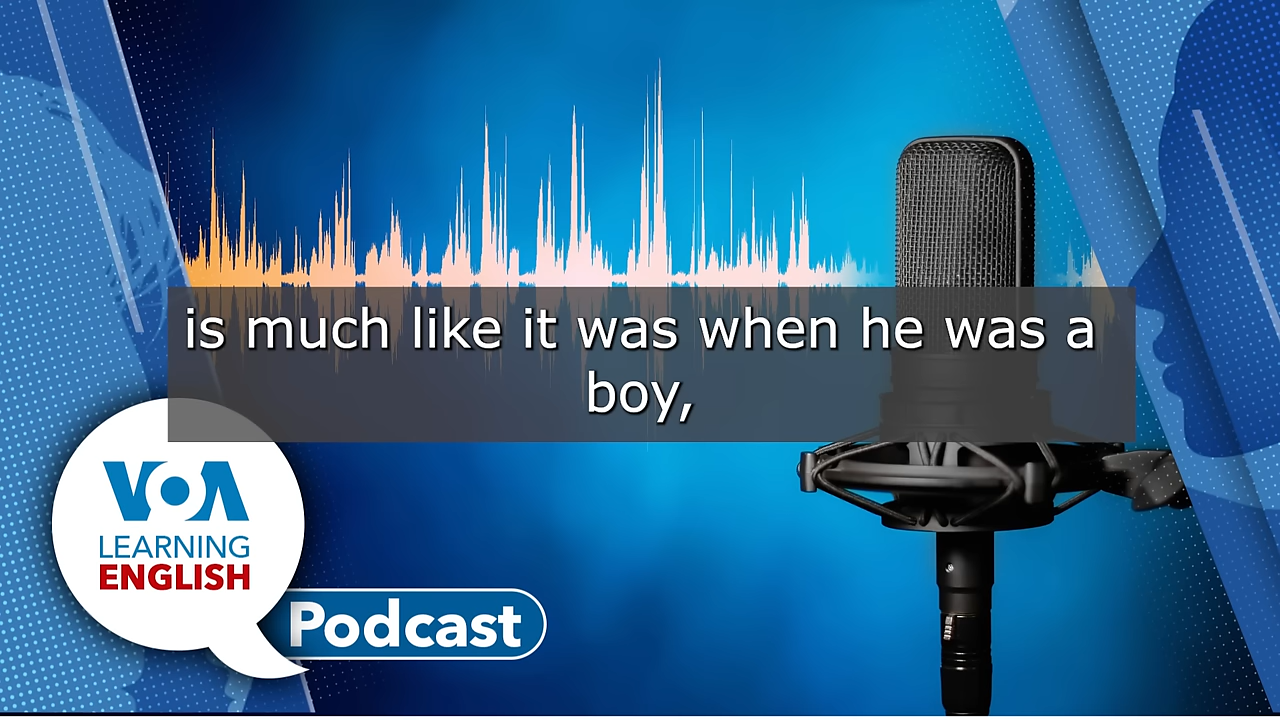 is much like it was when he was a
boy,
VOA
LEARNING
ENGLISH
Podcast